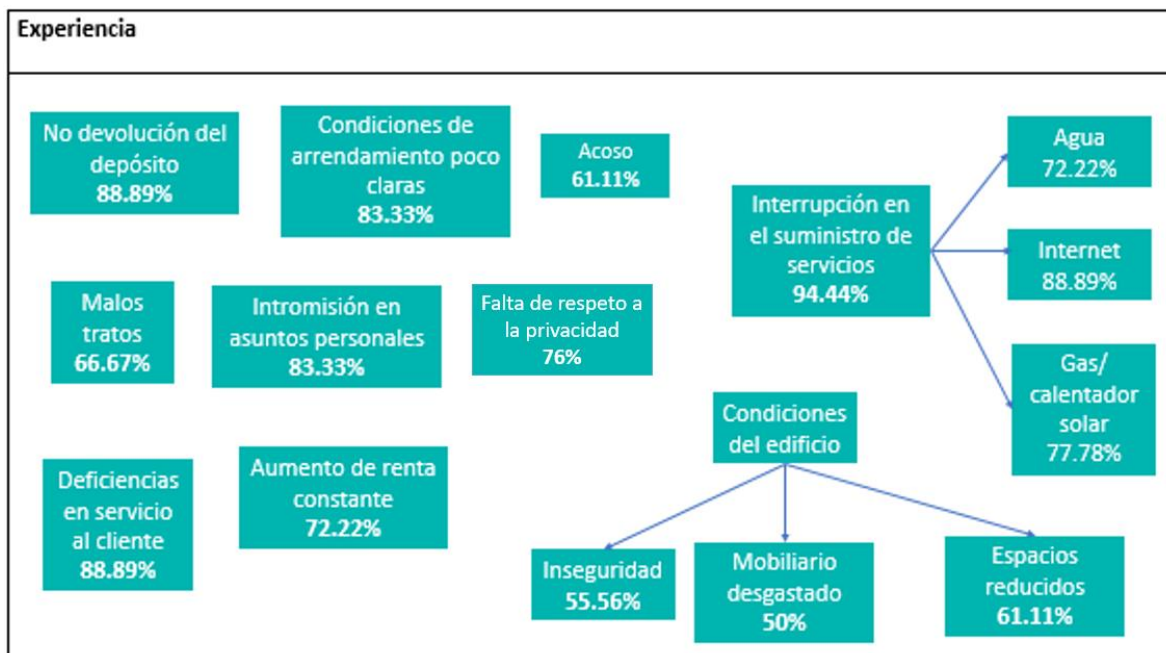 Experiencia
No devolución del
depósito
88.89%
Condiciones de
arrendamiento poco
claras
83.33%
Acoso
61.11%
Interrupción en
el suministro de
servicios
94.44%
Agua
72.22%
Internet
88.89%
Gas/
calentador
solar
77.78%
Malos
tratos
66.67%
Intromisión en
asuntos personales
83.33%
Falta de respeto a
la privacidad
76%
Deficiencias
en servicio
al cliente
88.89%
Aumento de renta
constante
72.22%
Condiciones
del edificio
Inseguridad
55.56%
Mobiliario
desgastado
50%
Espacios
reducidos
61.11%